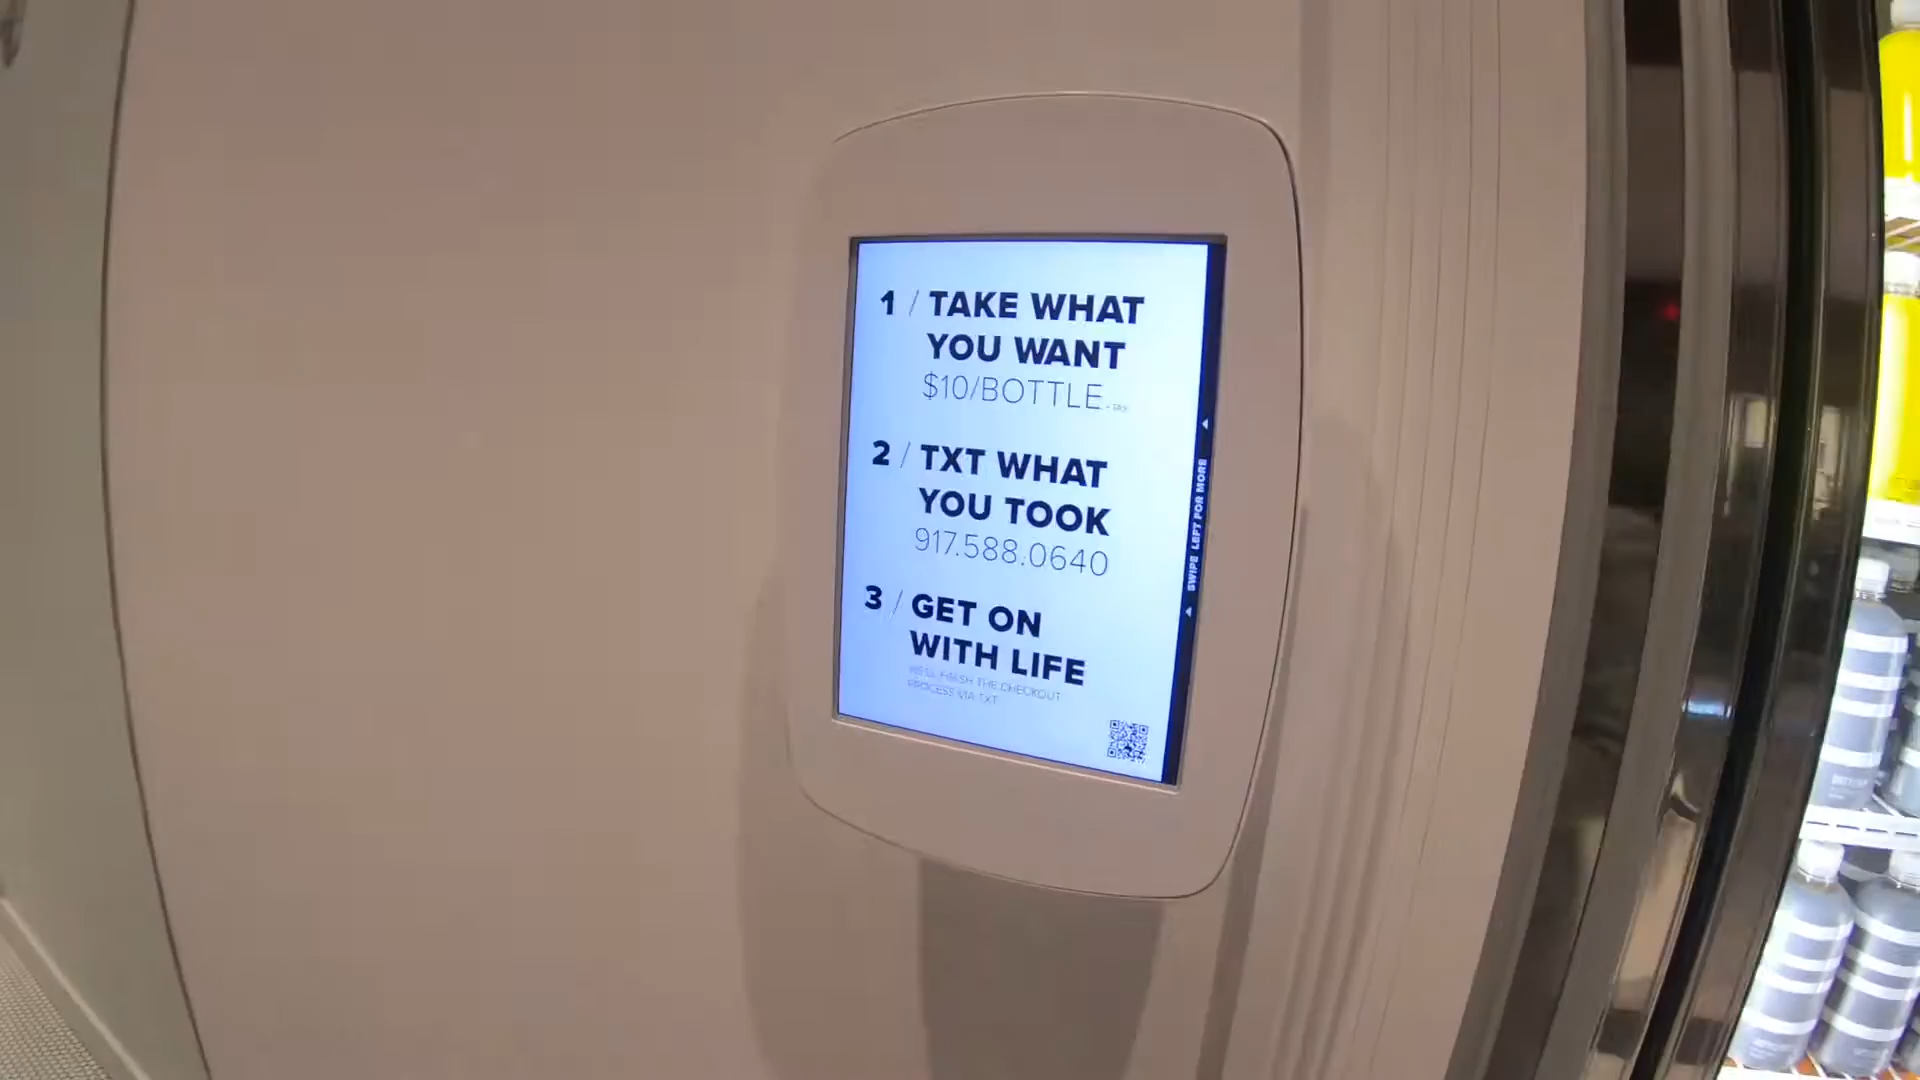 1 / TAKE WHAT
YOU WANT
$10/BOTTLE
2 / TXT WHAT
YOU TOOK
917.588.0640
3 / GET ON
WITH LIFE
WE'LL FINISH THE CHECKOUT
PROCESS VIA TXT
SWIPE LEFT FOR MORE